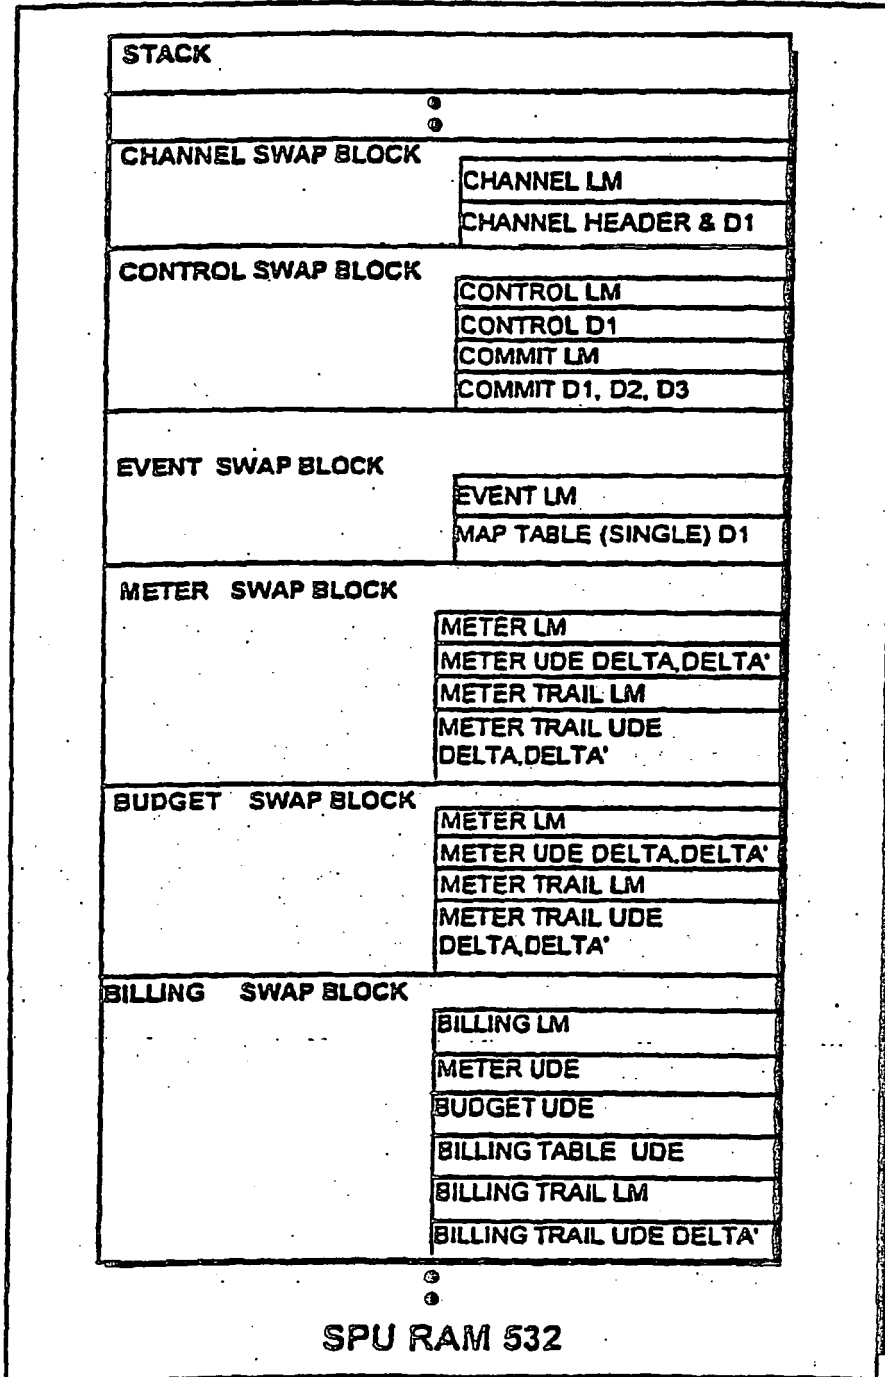 STACK
CHANNEL SWAP BLOCK
CHANNEL LM
CHANNEL HEADER & D1
CONTROL SWAP BLOCK
CONTROL LM
CONTROL D1
COMMIT LM
COMMIT D1, D2, D3
EVENT SWAP BLOCK
EVENT LM
MAP TABLE (SINGLE) D1
METER SWAP BLOCK
METER LM
METER UDE DELTA,DELTA'
METER TRAIL LM
METER TRAIL UDE
DELTA,DELTA'
BUDGET SWAP BLOCK
METER LM
METER UDE DELTA.DELTA'
METER TRAIL LM
METER TRAIL UDE
DELTA,DELTA'
BILLING SWAP BLOCK
BILLING LM
METER UDE
BUDGET UDE
BILLING TABLE UDE
BILLING TRAIL LM
BILLING TRAIL UDE DELTA'
SPU RAM 532